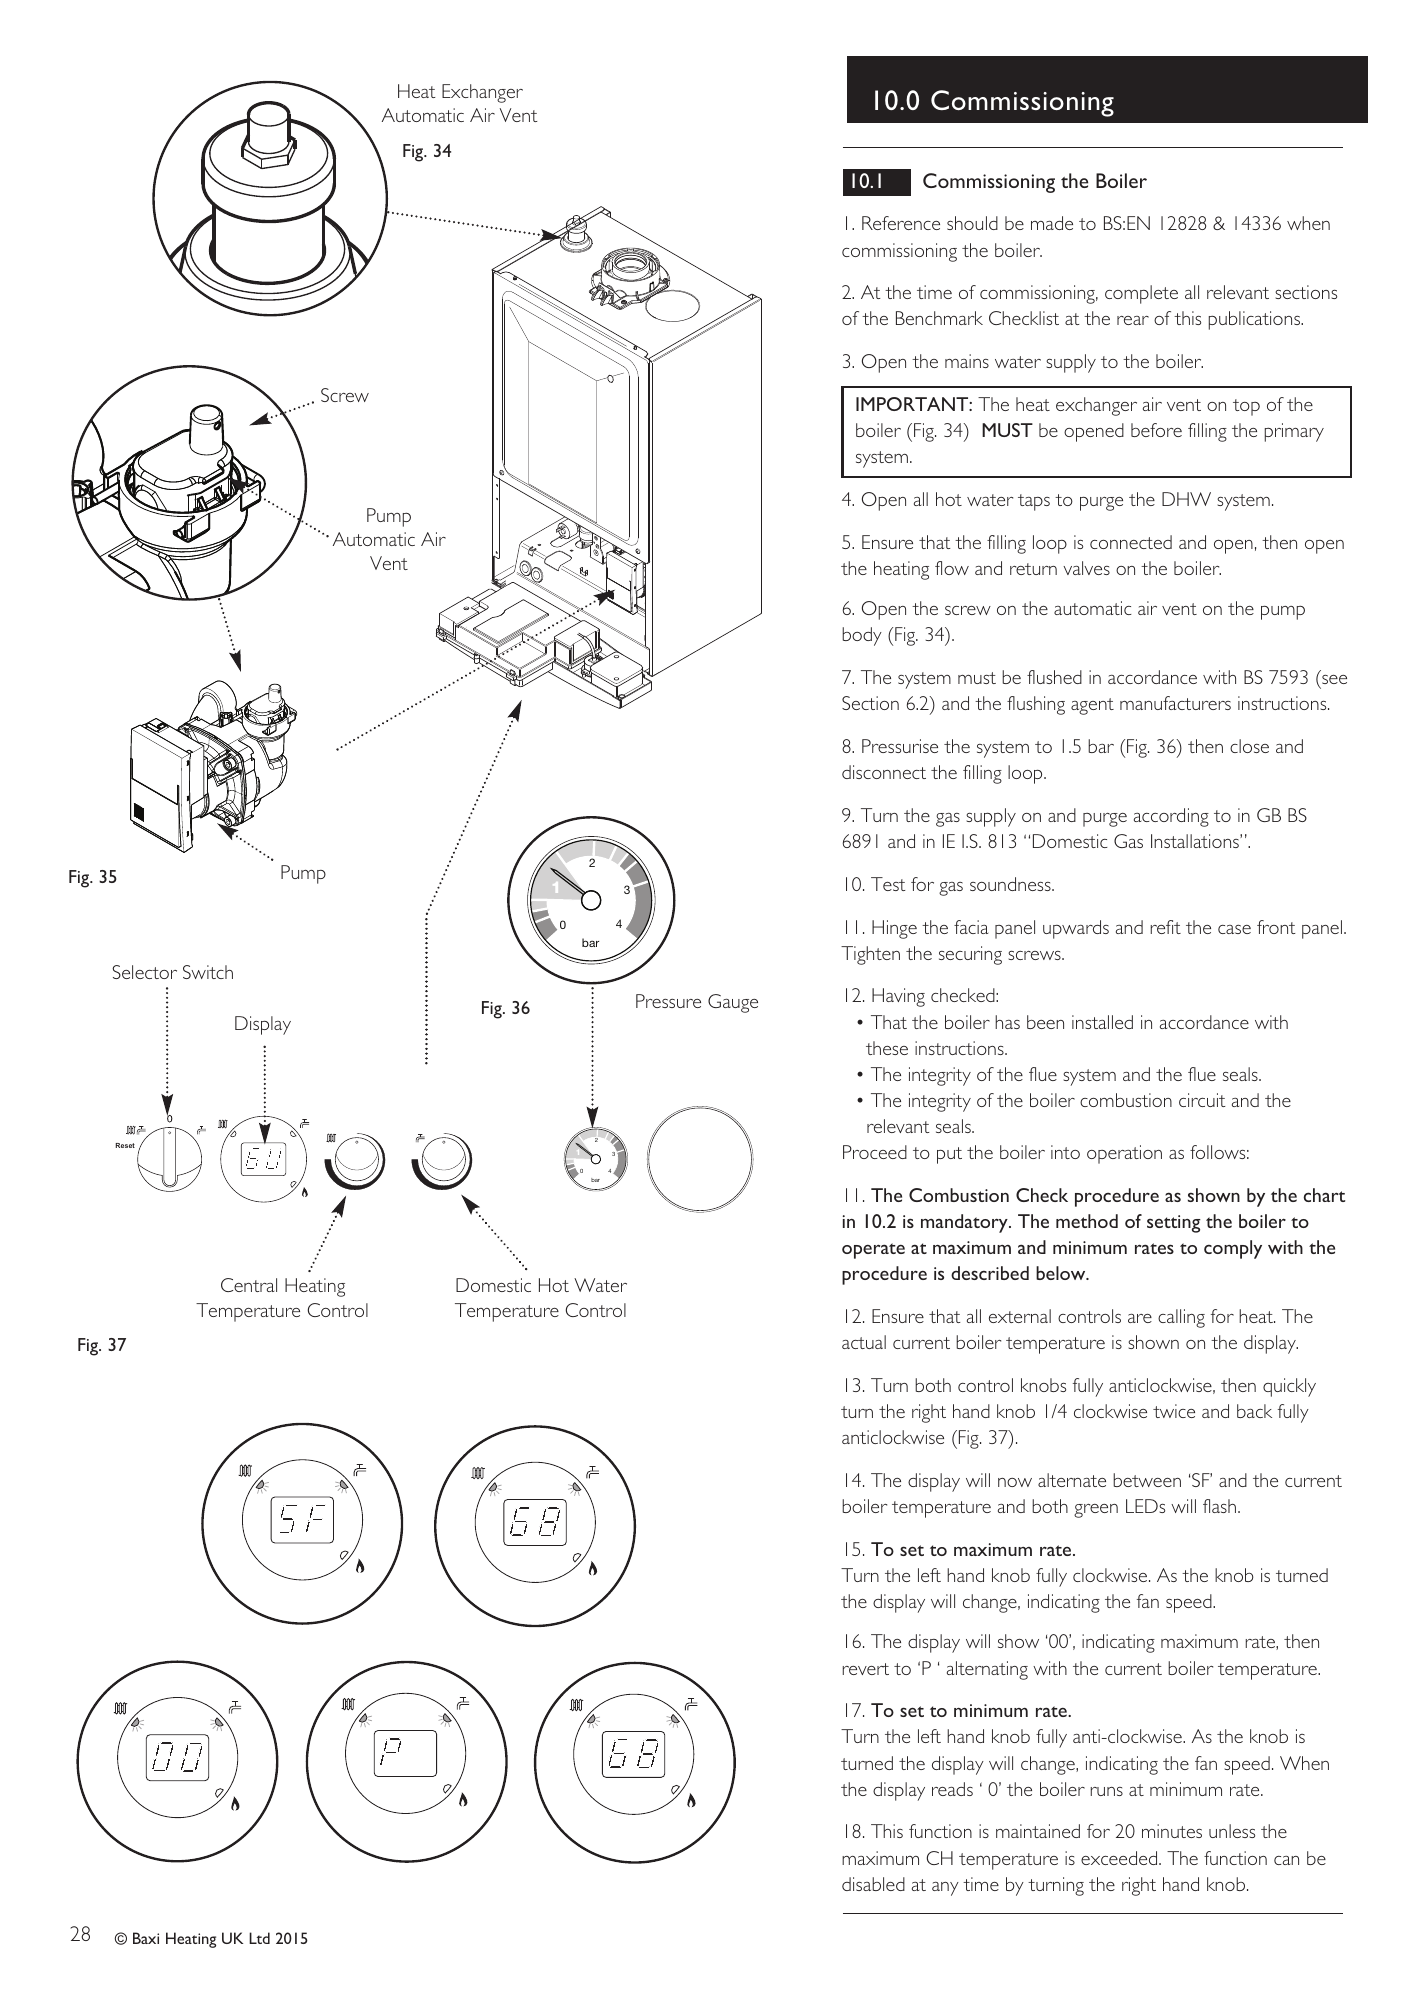 Heat Exchanger
Automatic Air Vent
Fig. 34
Screw
Pump
Automatic Air
Vent
Fig. 35
Pump
2
1
3
0
4
bar
Fig. 36
Pressure Gauge
Selector Switch
Display
0
Reset
2
1
3
0
4
bar
Central Heating
Temperature Control
Domestic Hot Water
Temperature Control
Fig. 37
SF
68
00
P
68
28
© Baxi Heating UK Ltd 2015
10.0 Commissioning
10.1 Commissioning the Boiler
1. Reference should be made to BS:EN 12828 & 14336 when
commissioning the boiler.
2. At the time of commissioning, complete all relevant sections
of the Benchmark Checklist at the rear of this publications.
3. Open the mains water supply to the boiler.
IMPORTANT: The heat exchanger air vent on top of the
boiler (Fig. 34) MUST be opened before filling the primary
system.
4. Open all hot water taps to purge the DHW system.
5. Ensure that the filling loop is connected and open, then open
the heating flow and return valves on the boiler.
6. Open the screw on the automatic air vent on the pump
body (Fig. 34).
7. The system must be flushed in accordance with BS 7593 (see
Section 6.2) and the flushing agent manufacturers instructions.
8. Pressurise the system to 1.5 bar (Fig. 36) then close and
disconnect the filling loop.
9. Turn the gas supply on and purge according to in GB BS
6891 and in IE I.S. 813 “Domestic Gas Installations”.
10. Test for gas soundness.
11. Hinge the facia panel upwards and refit the case front panel.
Tighten the securing screws.
12. Having checked:
• That the boiler has been installed in accordance with
these instructions.
• The integrity of the flue system and the flue seals.
• The integrity of the boiler combustion circuit and the
relevant seals.
Proceed to put the boiler into operation as follows:
11. The Combustion Check procedure as shown by the chart
in 10.2 is mandatory. The method of setting the boiler to
operate at maximum and minimum rates to comply with the
procedure is described below.
12. Ensure that all external controls are calling for heat. The
actual current boiler temperature is shown on the display.
13. Turn both control knobs fully anticlockwise, then quickly
turn the right hand knob 1/4 clockwise twice and back fully
anticlockwise (Fig. 37).
14. The display will now alternate between ‘SF’ and the current
boiler temperature and both green LEDs will flash.
15. To set to maximum rate.
Turn the left hand knob fully clockwise. As the knob is turned
the display will change, indicating the fan speed.
16. The display will show ‘00’, indicating maximum rate, then
revert to ‘P ‘ alternating with the current boiler temperature.
17. To set to minimum rate.
Turn the left hand knob fully anti-clockwise. As the knob is
turned the display will change, indicating the fan speed. When
the display reads ‘ 0’ the boiler runs at minimum rate.
18. This function is maintained for 20 minutes unless the
maximum CH temperature is exceeded. The function can be
disabled at any time by turning the right hand knob.